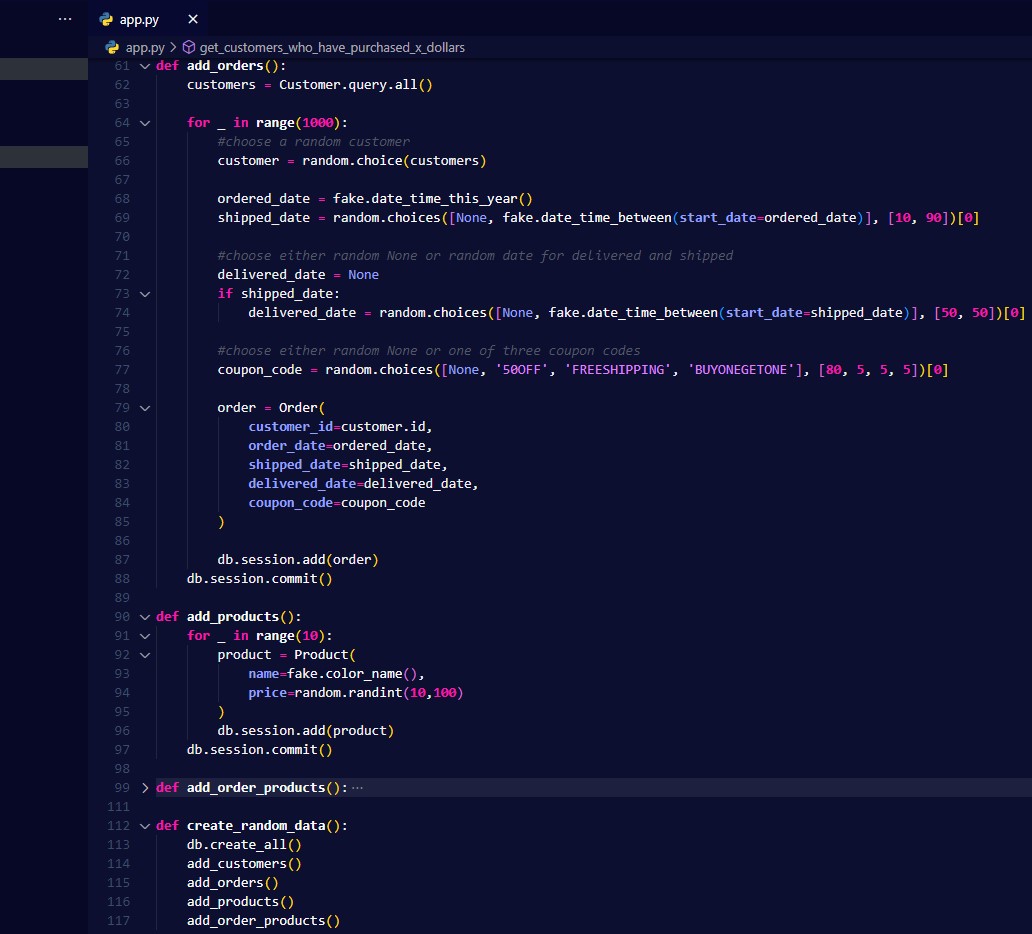 ··· app.py ×
app.py > get_customers_who_have_purchased_x_dollars
61 def add_orders():
62     customers = Customer.query.all()
63
64     for _ in range(1000):
65         #choose a random customer
66         customer = random.choice(customers)
67
68         ordered_date = fake.date_time_this_year()
69         shipped_date = random.choices([None, fake.date_time_between(start_date=ordered_date)], [10, 90])[0]
70
71         #choose either random None or random date for delivered and shipped
72         delivered_date = None
73         if shipped_date:
74             delivered_date = random.choices([None, fake.date_time_between(start_date=shipped_date)], [50, 50])[0]
75
76         #choose either random None or one of three coupon codes
77         coupon_code = random.choices([None, '50OFF', 'FREESHIPPING', 'BUYONEGETONE'], [80, 5, 5, 5])[0]
78
79         order = Order(
80             customer_id=customer.id,
81             order_date=ordered_date,
82             shipped_date=shipped_date,
83             delivered_date=delivered_date,
84             coupon_code=coupon_code
85         )
86
87         db.session.add(order)
88     db.session.commit()
89
90 def add_products():
91     for _ in range(10):
92         product = Product(
93             name=fake.color_name(),
94             price=random.randint(10,100)
95         )
96         db.session.add(product)
97     db.session.commit()
98
99 def add_order_products(): ···
111
112 def create_random_data():
113     db.create_all()
114     add_customers()
115     add_orders()
116     add_products()
117     add_order_products()